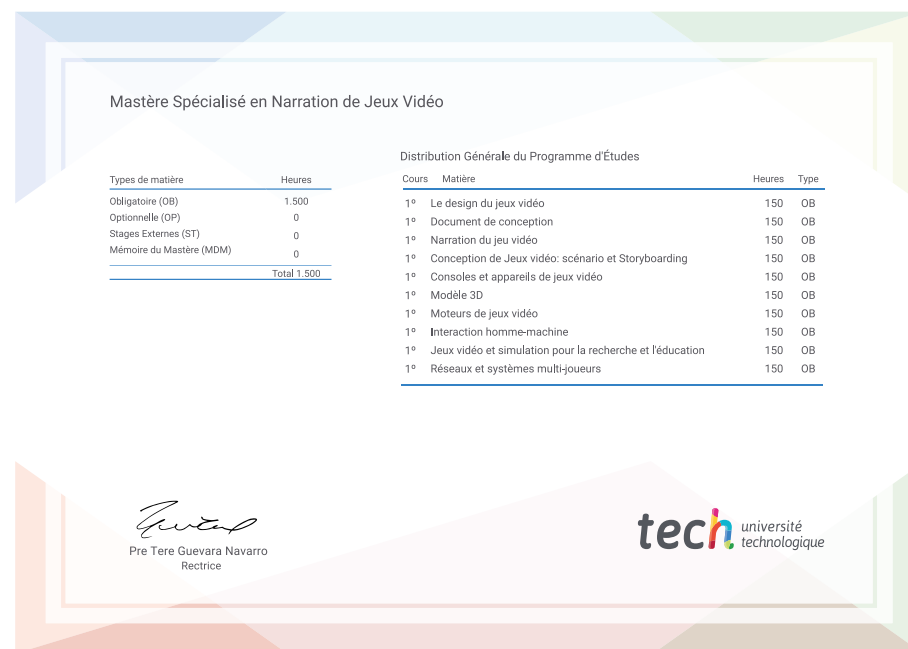 Mastère Spécialisé en Narration de Jeux Vidéo
Types de matière Heures
Obligatoire (OB) 1.500
Optionnelle (OP) 0
Stages Externes (ST) 0
Mémoire du Mastère (MDM) 0
Total 1.500
Distribution Générale du Programme d'Études
Cours Matière Heures Type
1º Le design du jeux vidéo 150 OB
1º Document de conception 150 OB
1º Narration du jeu vidéo 150 OB
1º Conception de Jeux vidéo: scénario et Storyboarding 150 OB
1º Consoles et appareils de jeux vidéo 150 OB
1º Modèle 3D 150 OB
1º Moteurs de jeux vidéo 150 OB
1º Interaction homme-machine 150 OB
1º Jeux vidéo et simulation pour la recherche et l'éducation 150 OB
1º Réseaux et systèmes multi-joueurs 150 OB
Pre Tere Guevara Navarro
Rectrice
tech université
technologique